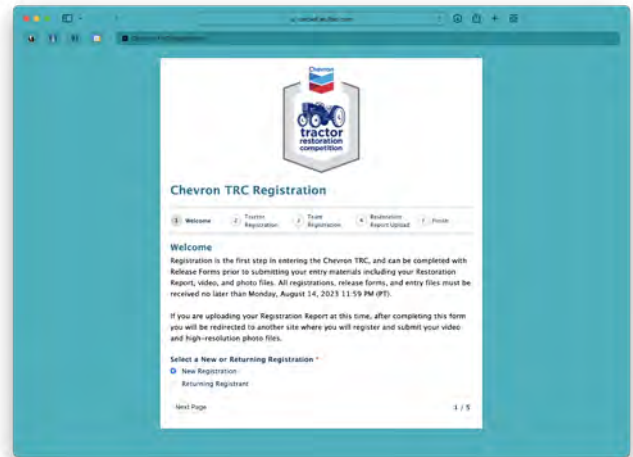 Chevron
tractor
restoration
competition
Chevron TRC Registration
1 Welcome
2 Tractor Registration
3 Team Registration
4 Restoration Report Upload
Finish
Welcome
Registration is the first step in entering the Chevron TRC, and can be completed with
Release Forms prior to submitting your entry materials including your Restoration
Report, video, and photo files. All registrations, release forms, and entry files must be
received no later than Monday, August 14, 2023 11:59 PM (PT).
If you are uploading your Registration Report at this time, after completing this form
you will be redirected to another site where you will register and submit your video
and high-resolution photo files.
Select a New or Returning Registration *
New Registration
Returning Registrant
Next Page
1 / 5